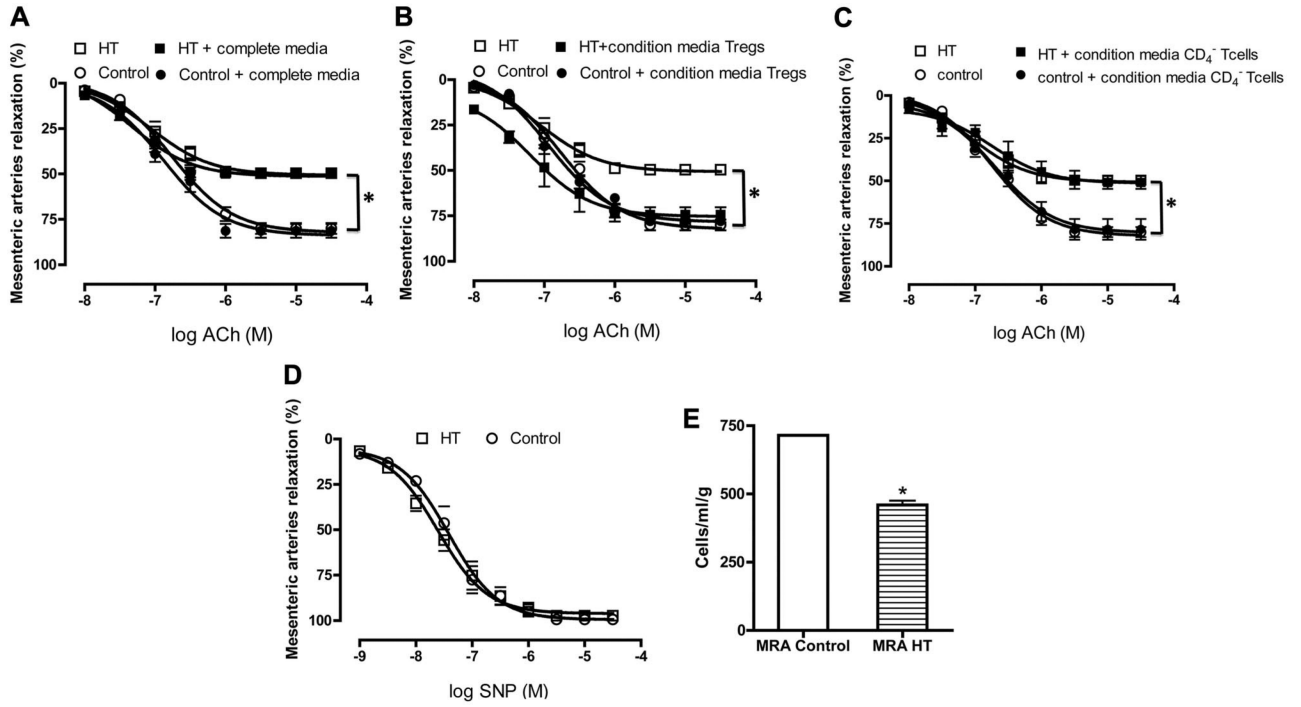 A
HT
HT + complete media
Control
Control + complete media
Mesenteric arteries relaxation (%)
0
25
50
75
100
*
-8
-7
-6
-5
-4
log ACh (M)
B
HT
HT+condition media Tregs
Control
Control + condition media Tregs
Mesenteric arteries relaxation (%)
0
25
50
75
100
*
-8
-7
-6
-5
-4
log ACh (M)
C
HT
HT + condition media CD4- Tcells
control
control + condition media CD4- Tcells
Mesenteric arteries relaxation (%)
0
25
50
75
100
*
-8
-7
-6
-5
-4
log ACh (M)
D
HT
Control
Mesenteric arteries relaxation (%)
0
25
50
75
100
-9
-8
-7
-6
-5
-4
log SNP (M)
E
Cells/ml/g
750
500
250
0
*
MRA Control
MRA HT